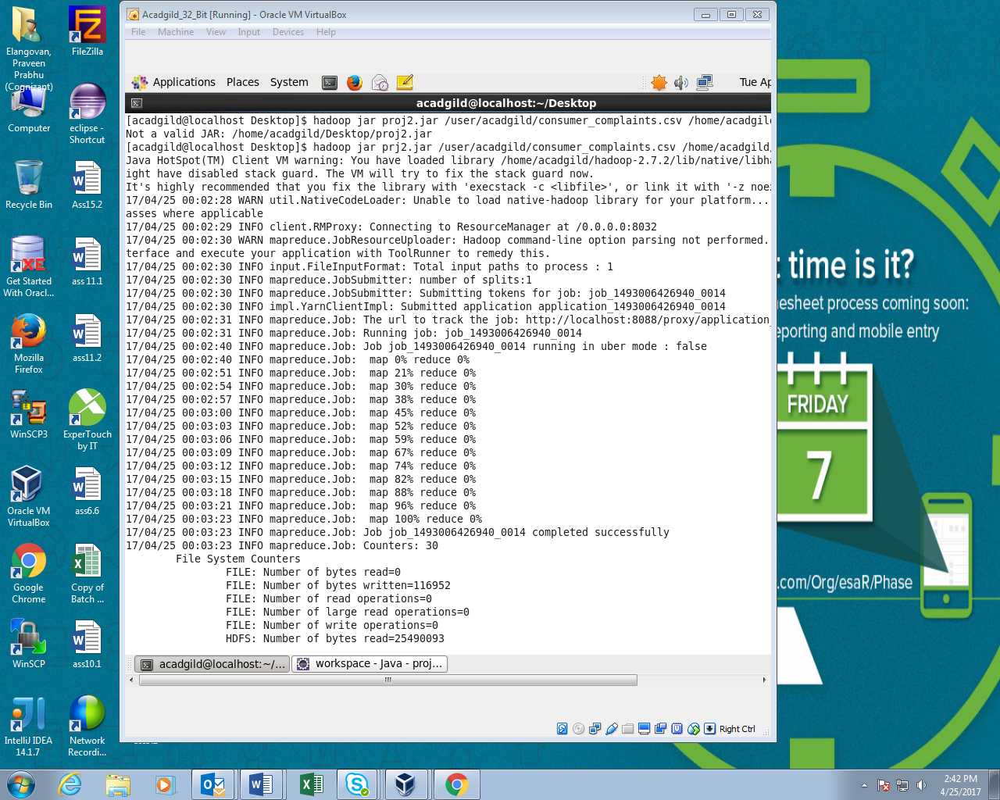 Acadgild_32_Bit [Running] - Oracle VM VirtualBox
File Machine View Input Devices Help
Applications Places System
Tue Ap
acadgild@localhost:~/Desktop
[acadgild@localhost Desktop]$ hadoop jar proj2.jar /user/acadgild/consumer_complaints.csv /home/acadgild
Not a valid JAR: /home/acadgild/Desktop/proj2.jar
[acadgild@localhost Desktop]$ hadoop jar prj2.jar /user/acadgild/consumer_complaints.csv /home/acadgild/
Java HotSpot(TM) Client VM warning: You have loaded library /home/acadgild/hadoop-2.7.2/lib/native/libha
ight have disabled stack guard. The VM will try to fix the stack guard now.
It's highly recommended that you fix the library with 'execstack -c <libfile>', or link it with '-z noex
17/04/25 00:02:28 WARN util.NativeCodeLoader: Unable to load native-hadoop library for your platform...
asses where applicable
17/04/25 00:02:29 INFO client.RMProxy: Connecting to ResourceManager at /0.0.0.0:8032
17/04/25 00:02:30 WARN mapreduce.JobResourceUploader: Hadoop command-line option parsing not performed.
terface and execute your application with ToolRunner to remedy this.
17/04/25 00:02:30 INFO input.FileInputFormat: Total input paths to process : 1
17/04/25 00:02:30 INFO mapreduce.JobSubmitter: number of splits:1
17/04/25 00:02:30 INFO mapreduce.JobSubmitter: Submitting tokens for job: job_1493006426940_0014
17/04/25 00:02:30 INFO impl.YarnClientImpl: Submitted application application_1493006426940_0014
17/04/25 00:02:31 INFO mapreduce.Job: The url to track the job: http://localhost:8088/proxy/application_
17/04/25 00:02:31 INFO mapreduce.Job: Running job: job_1493006426940_0014
17/04/25 00:02:40 INFO mapreduce.Job: Job job_1493006426940_0014 running in uber mode : false
17/04/25 00:02:40 INFO mapreduce.Job:  map 0% reduce 0%
17/04/25 00:02:51 INFO mapreduce.Job:  map 21% reduce 0%
17/04/25 00:02:54 INFO mapreduce.Job:  map 30% reduce 0%
17/04/25 00:02:57 INFO mapreduce.Job:  map 38% reduce 0%
17/04/25 00:03:00 INFO mapreduce.Job:  map 45% reduce 0%
17/04/25 00:03:03 INFO mapreduce.Job:  map 52% reduce 0%
17/04/25 00:03:06 INFO mapreduce.Job:  map 59% reduce 0%
17/04/25 00:03:09 INFO mapreduce.Job:  map 67% reduce 0%
17/04/25 00:03:12 INFO mapreduce.Job:  map 74% reduce 0%
17/04/25 00:03:15 INFO mapreduce.Job:  map 82% reduce 0%
17/04/25 00:03:18 INFO mapreduce.Job:  map 88% reduce 0%
17/04/25 00:03:21 INFO mapreduce.Job:  map 96% reduce 0%
17/04/25 00:03:23 INFO mapreduce.Job:  map 100% reduce 0%
17/04/25 00:03:23 INFO mapreduce.Job: Job job_1493006426940_0014 completed successfully
17/04/25 00:03:23 INFO mapreduce.Job: Counters: 30
File System Counters
FILE: Number of bytes read=0
FILE: Number of bytes written=116952
FILE: Number of read operations=0
FILE: Number of large read operations=0
FILE: Number of write operations=0
HDFS: Number of bytes read=25490093
acadgild@localhost:~/...
workspace - Java - proj...
Right Ctrl
Elangovan,
Praveen
Prabhu
(Cognizant)
FileZilla
Computer
eclipse -
Shortcut
Recycle Bin
Ass15.2
Get Started
With Oracl...
ass 11.1
Mozilla
Firefox
ass11.2
WinSCP3
ExperTouch
by IT
Oracle VM
VirtualBox
ass6.6
Google
Chrome
Copy of
Batch ...
WinSCP
ass10.1
IntelliJ IDEA
14.1.7
Network
Recordi...
XE
t time is it?
nesheet process coming soon:
eporting and mobile entry
FRIDAY
7
.com/Org/esaR/Phase
2:42 PM
4/25/2017